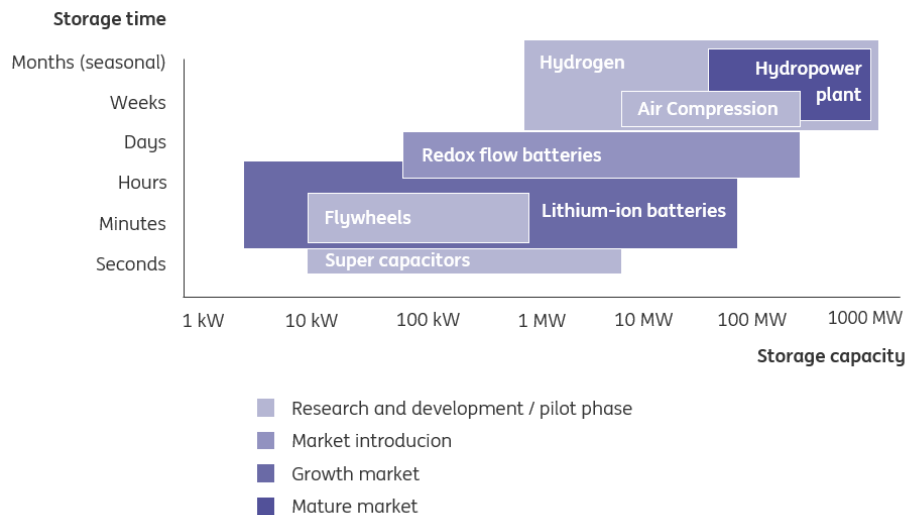 Storage time
Months (seasonal)
Weeks
Days
Hours
Minutes
Seconds
Hydrogen
Hydropower
plant
Air Compression
Redox flow batteries
Lithium-ion batteries
Flywheels
Super capacitors
1 kW
10 kW
100 kW
1 MW
10 MW
100 MW
1000 MW
Storage capacity
Research and development / pilot phase
Market introducion
Growth market
Mature market